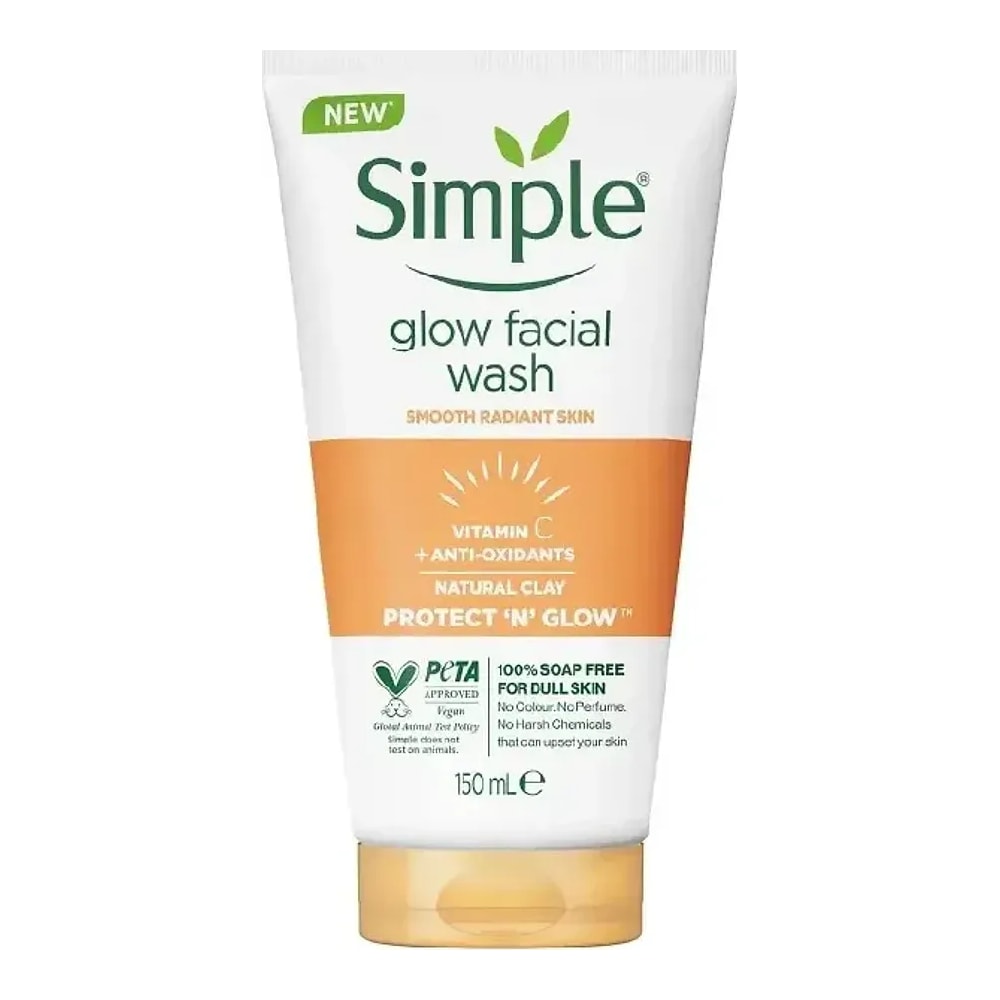 NEW*
Simple®
glow facial
wash
SMOOTH RADIANT SKIN
VITAMIN C
+ ANTI-OXIDANTS
NATURAL CLAY
PROTECT ‘N’ GLOW™
PETA
APPROVED
Vegan
Global Animal Test Policy
Simple does not
test on animals.
100% SOAP FREE
FOR DULL SKIN
No Colour. No Perfume.
No Harsh Chemicals
that can upset your skin
150 mL ℮